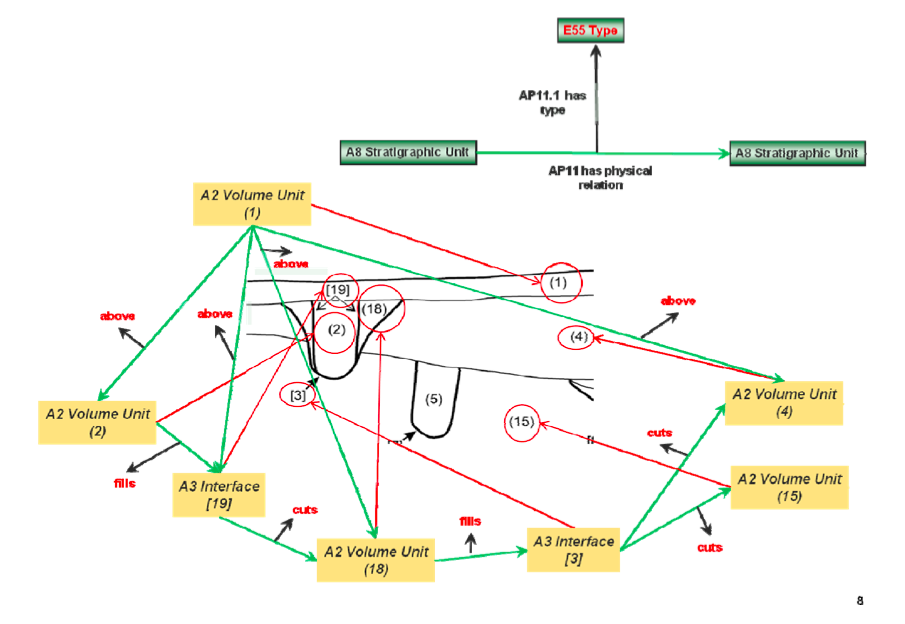 E55 Type
AP11.1 has
type
A8 Stratigraphic Unit
A8 Stratigraphic Unit
AP11 has physical
relation
A2 Volume Unit
(1)
above
[19]
(1)
(18)
above
above
above
(2)
(4)
[3]
(5)
(15)
A2 Volume Unit
(4)
A2 Volume Unit
(2)
cuts
fills
A3 Interface
[19]
A2 Volume Unit
(15)
cuts
fills
A2 Volume Unit
(18)
A3 Interface
[3]
cuts
8